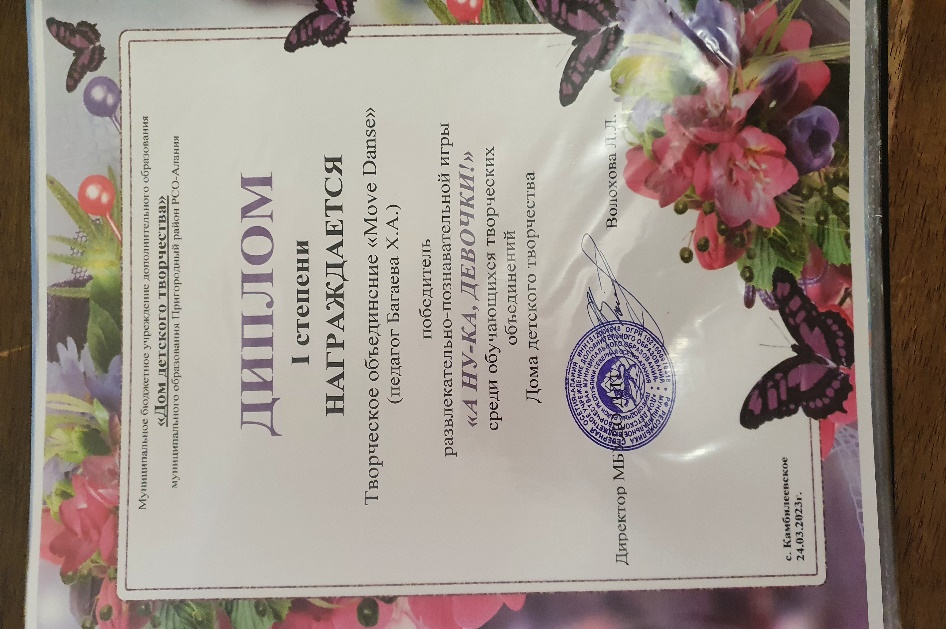 Муниципальное бюджетное учреждение дополнительного образования
«Дом детского творчества»
муниципального образования Пригородный район РСО-Алания
ДИПЛОМ
I степени
НАГРАЖДАЕТСЯ
Творческое объединение «Move Danse»
(педагог Багаева Х.А.)
победитель
развлекательно-познавательной игры
«А НУ-КА, ДЕВОЧКИ!»
среди обучающихся творческих
объединений
Дома детского творчества
Директор Волохова Л.Л.
с. Камбилеевское
24.03.2023г.